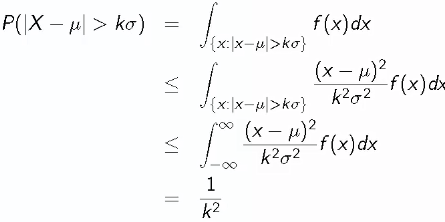 P(|X − μ| > kσ) = ∫_{x:|x−μ|>kσ} f(x)dx
≤ ∫_{x:|x−μ|>kσ} (x − μ)²/k²σ² f(x)dx
≤ ∫_{−∞}^{∞} (x − μ)²/k²σ² f(x)dx
= 1/k²